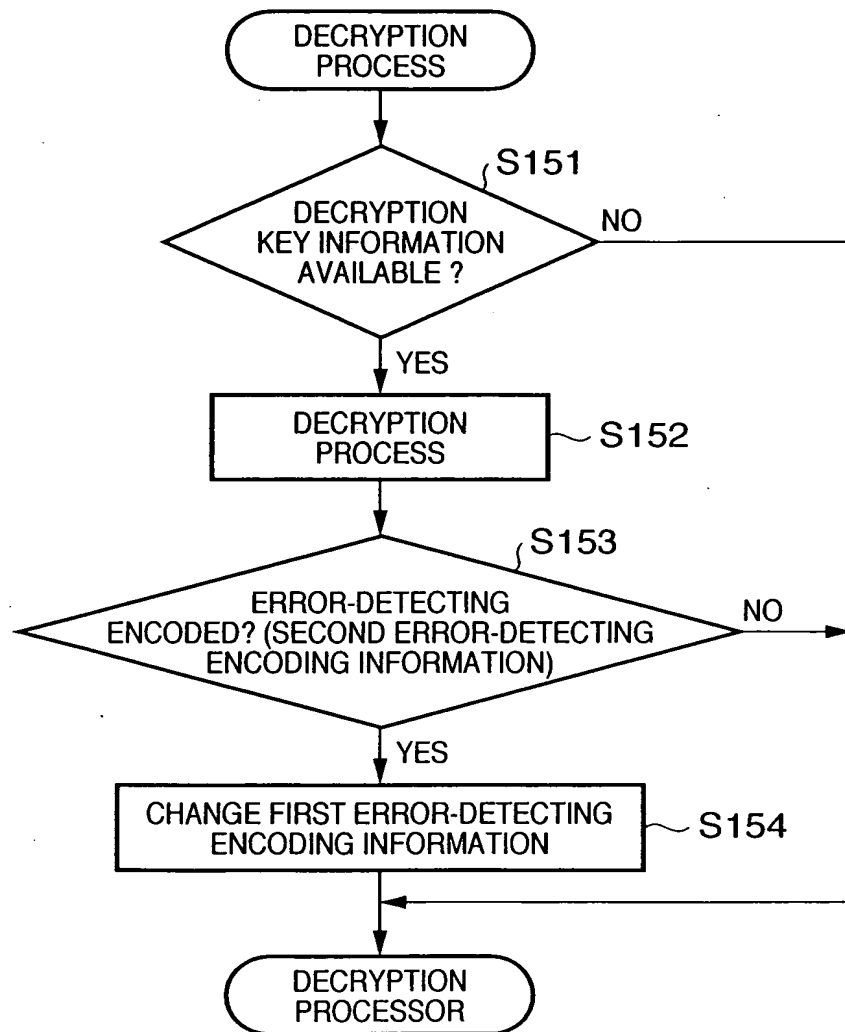 DECRYPTION
PROCESS
S151
DECRYPTION
KEY INFORMATION
AVAILABLE ?
NO
YES
DECRYPTION
PROCESS
S152
S153
ERROR-DETECTING
ENCODED? (SECOND ERROR-DETECTING
ENCODING INFORMATION)
NO
YES
CHANGE FIRST ERROR-DETECTING
ENCODING INFORMATION
S154
DECRYPTION
PROCESSOR